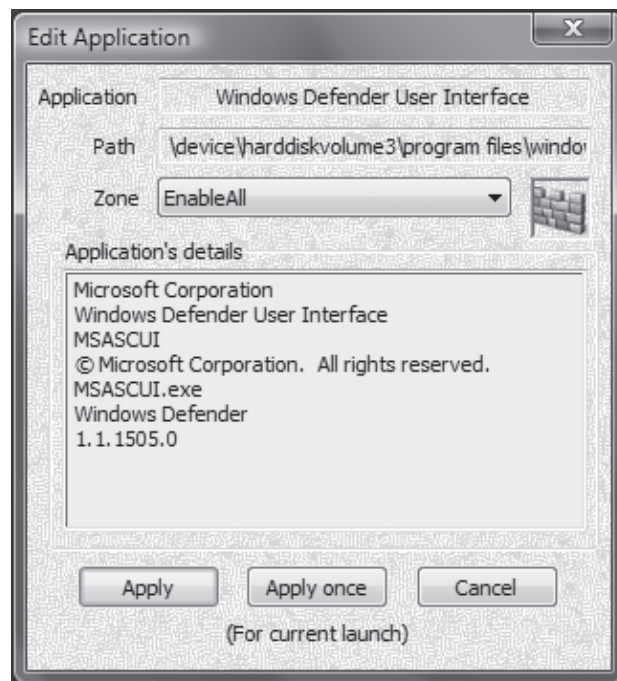 Edit Application
X
Application Windows Defender User Interface
Path \device\harddiskvolume3\program files\window
Zone EnableAll
Application's details
Microsoft Corporation
Windows Defender User Interface
MSASCUI
© Microsoft Corporation. All rights reserved.
MSASCUI.exe
Windows Defender
1.1.1505.0
Apply Apply once Cancel
(For current launch)